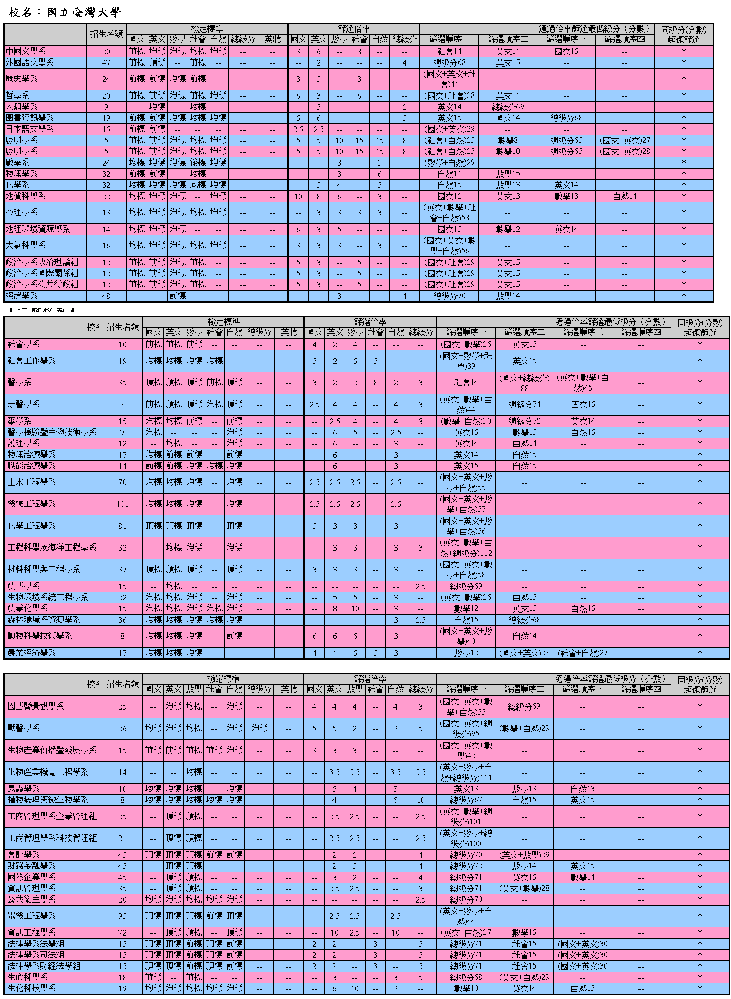 校名：國立臺灣大學
招生名額 檢定標準 篩選倍率 通過倍率篩選最低級分（分數） 同級分(分數)超額篩選
國文 英文 數學 社會 自然 總級分 英聽 國文 英文 數學 社會 自然 總級分 篩選順序一 篩選順序二 篩選順序三 篩選順序四
中國文學系 20 前標 均標 均標 均標 均標 -- -- 3 6 -- 8 -- -- 社會14 英文14 國文15 -- *
外國語文學系 47 前標 頂標 -- 前標 -- -- -- -- 2 -- -- -- 4 總級分68 英文15 -- -- *
歷史學系 24 前標 前標 均標 前標 -- -- -- 3 3 -- 3 -- -- (國文+英文+社會)44 -- -- -- *
哲學系 20 前標 前標 均標 前標 均標 -- -- 6 3 -- 6 -- -- (國文+社會)28 英文14 -- -- *
人類學系 9 -- 均標 -- 均標 -- -- -- -- 5 -- -- -- 2 英文14 總級分69 -- -- --
圖書資訊學系 19 前標 前標 均標 均標 均標 -- -- 5 6 -- -- -- 3 英文15 國文14 總級分68 -- *
日本語文學系 15 前標 前標 -- -- -- -- -- 2.5 2.5 -- -- -- -- (國文+英文)29 -- -- -- *
戲劇學系 5 前標 前標 均標 均標 均標 -- -- 5 5 10 15 15 8 (社會+自然)23 數學8 總級分63 (國文+英文)27 *
戲劇學系 5 前標 前標 均標 均標 均標 -- -- 5 5 10 15 15 8 (社會+自然)25 數學10 總級分65 (國文+英文)28 *
數學系 24 均標 均標 均標 後標 均標 -- -- -- -- 3 -- 3 -- (數學+自然)29 -- -- -- *
物理學系 32 前標 前標 -- 均標 -- -- -- -- -- 3 -- 6 -- 自然11 數學15 -- -- *
化學系 32 均標 均標 均標 底標 均標 -- -- -- 3 4 -- 5 -- 自然15 數學13 英文14 -- *
地質科學系 22 均標 均標 均標 -- 均標 -- -- 10 8 6 -- 3 -- 國文12 英文13 數學13 自然14 *
心理學系 13 均標 均標 均標 均標 均標 -- -- -- 3 3 3 3 -- (英文+數學+社會+自然)58 -- -- -- *
地理環境資源學系 14 均標 均標 均標 -- -- -- -- 6 3 5 -- -- -- 國文13 數學12 英文14 -- *
大氣科學系 16 均標 均標 均標 均標 均標 -- -- 3 3 3 -- 3 -- (國文+英文+數學+自然)56 -- -- -- *
政治學系政治理論組 12 前標 前標 均標 前標 -- -- -- 5 3 -- 5 -- -- (國文+社會)29 英文15 -- -- *
政治學系國際關係組 12 前標 前標 均標 前標 -- -- -- 5 3 -- 5 -- -- (國文+社會)29 英文15 -- -- *
政治學系公共行政組 12 前標 前標 均標 前標 -- -- -- 5 3 -- 5 -- -- (國文+社會)29 英文15 -- -- *
經濟學系 48 -- -- 前標 -- -- -- -- -- -- 3 -- -- 4 總級分70 數學14 -- -- *
招生名額 檢定標準 篩選倍率 通過倍率篩選最低級分（分數） 同級分(分數)超額篩選
國文 英文 數學 社會 自然 總級分 英聽 國文 英文 數學 社會 自然 總級分 篩選順序一 篩選順序二 篩選順序三 篩選順序四
社會學系 10 前標 前標 前標 -- -- -- -- 4 2 4 -- -- -- (國文+數學)26 英文15 -- -- *
社會工作學系 19 均標 均標 均標 均標 -- -- -- 5 2 5 5 -- -- (國文+數學+社會)39 英文15 -- -- *
醫學系 35 頂標 頂標 頂標 前標 頂標 -- -- 3 2 2 8 2 3 社會14 (國文+總級分)88 (英文+數學+自然)45 -- *
牙醫學系 8 前標 頂標 頂標 均標 頂標 -- -- 2.5 4 4 -- 4 3 (英文+數學+自然)44 總級分74 國文15 -- *
藥學系 15 均標 均標 前標 -- 前標 -- -- -- 2.5 4 -- 4 3 (數學+自然)30 總級分72 英文14 -- *
醫學檢驗暨生物技術學系 7 均標 -- -- -- 均標 -- -- -- 6 5 -- 2.5 -- 英文15 數學13 自然15 -- *
護理學系 12 -- 均標 -- -- 均標 -- -- -- 6 -- -- 3 -- 英文14 自然14 -- -- *
物理治療學系 17 均標 前標 前標 -- 前標 -- -- -- 6 -- -- 3 -- 英文14 自然15 -- -- *
職能治療學系 14 前標 前標 均標 均標 均標 -- -- -- 6 -- -- 3 -- 英文15 自然15 -- -- *
土木工程學系 70 均標 均標 均標 -- 均標 -- -- 2.5 2.5 2.5 -- 2.5 -- (國文+英文+數學+自然)55 -- -- -- *
機械工程學系 101 均標 均標 均標 -- 均標 -- -- 2.5 2.5 2.5 -- 2.5 -- (國文+英文+數學+自然)57 -- -- -- *
化學工程學系 81 頂標 頂標 頂標 -- 頂標 -- -- 3 3 3 -- 3 -- (國文+英文+數學+自然)56 -- -- -- *
工程科學及海洋工程學系 32 -- 均標 均標 -- 均標 -- -- -- 3 3 -- 3 3 (英文+數學+自然+總級分)112 -- -- -- *
材料科學與工程學系 37 頂標 頂標 頂標 -- 頂標 -- -- 3 3 3 -- 3 -- (國文+英文+數學+自然)58 -- -- -- *
農藝學系 15 -- 均標 -- -- -- -- -- -- -- -- -- -- 2.5 總級分69 -- -- -- *
生物環境系統工程學系 22 均標 均標 均標 -- 均標 -- -- -- 5 5 -- 3 -- (英文+數學)26 自然15 -- -- *
農業化學系 15 均標 均標 均標 均標 均標 -- -- -- 8 10 -- 3 -- 數學12 英文13 自然15 -- *
森林環境暨資源學系 36 均標 均標 均標 均標 均標 -- -- -- -- -- -- 3 2.5 自然15 總級分68 -- -- *
動物科學技術學系 8 均標 均標 均標 -- 前標 -- -- 6 6 6 -- 3 -- (國文+英文+數學)40 自然14 -- -- *
農業經濟學系 17 均標 均標 均標 -- -- -- -- 4 4 5 3 3 -- 數學12 (國文+英文)28 (社會+自然)27 -- *
招生名額 檢定標準 篩選倍率 通過倍率篩選最低級分（分數） 同級分(分數)超額篩選
國文 英文 數學 社會 自然 總級分 英聽 國文 英文 數學 社會 自然 總級分 篩選順序一 篩選順序二 篩選順序三 篩選順序四
園藝暨景觀學系 25 -- 均標 均標 -- 均標 -- -- 4 4 4 -- 4 3 (國文+英文+數學+自然)55 總級分69 -- -- *
獸醫學系 26 均標 均標 均標 -- 均標 均標 -- 5 5 2 -- 2 5 (國文+英文+總級分)95 (數學+自然)29 -- -- *
生物產業傳播暨發展學系 15 前標 前標 前標 前標 均標 -- -- 3 3 3 -- -- -- (國文+英文+數學)42 -- -- -- *
生物產業機電工程學系 14 -- -- 均標 -- -- -- -- -- 3.5 3.5 -- 3.5 3.5 (英文+數學+自然+總級分)111 -- -- -- *
昆蟲學系 10 均標 均標 均標 -- 均標 -- -- -- 5 4 -- 3 -- 英文13 數學13 自然13 -- *
植物病理與微生物學系 8 均標 均標 均標 均標 均標 -- -- -- 4 -- -- 6 10 總級分67 自然15 英文15 -- *
工商管理學系企業管理組 25 -- 頂標 頂標 -- -- -- -- -- 2.5 2.5 -- -- 2.5 (英文+數學+總級分)101 -- -- -- *
工商管理學系科技管理組 21 -- 頂標 頂標 -- -- -- -- -- 2.5 2.5 -- -- 2.5 (英文+數學+總級分)100 -- -- -- *
會計學系 43 頂標 頂標 頂標 前標 前標 -- -- -- 2 2 -- -- 4 總級分70 (英文+數學)29 -- -- *
財務金融學系 45 -- 頂標 頂標 -- -- -- -- -- 2 3 -- -- 4 總級分72 數學14 英文15 -- *
國際企業學系 45 -- 頂標 頂標 -- -- -- -- -- 3 2 -- -- 4 總級分71 英文15 數學14 -- *
資訊管理學系 35 -- 頂標 頂標 -- -- -- -- -- 2.5 2.5 -- -- 3 總級分71 (英文+數學)28 -- -- *
公共衛生學系 20 均標 均標 均標 均標 均標 -- -- -- -- -- -- -- 2.5 總級分70 -- -- -- *
電機工程學系 93 頂標 頂標 頂標 前標 頂標 -- -- -- 2.5 2.5 -- 2.5 -- (英文+數學+自然)44 -- -- -- *
資訊工程學系 72 -- 頂標 頂標 -- 頂標 -- -- -- 10 2.5 -- 10 -- (英文+自然)27 數學15 -- -- *
法律學系法學組 15 頂標 頂標 前標 頂標 前標 -- -- 2 2 -- 3 -- 5 總級分71 社會15 (國文+英文)30 -- *
法律學系司法組 15 頂標 頂標 前標 頂標 前標 -- -- 2 2 -- 3 -- 5 總級分71 社會15 (國文+英文)30 -- *
法律學系財經法學組 15 頂標 頂標 前標 頂標 前標 -- -- 2 2 -- 3 -- 5 總級分71 社會15 (國文+英文)30 -- *
生命科學系 18 前標 -- 前標 -- -- -- -- -- 3 -- -- 3 5 總級分68 (英文+自然)29 -- -- *
生化科技學系 19 均標 均標 均標 均標 均標 -- -- -- 6 10 -- 2 -- 數學10 英文14 自然15 -- *